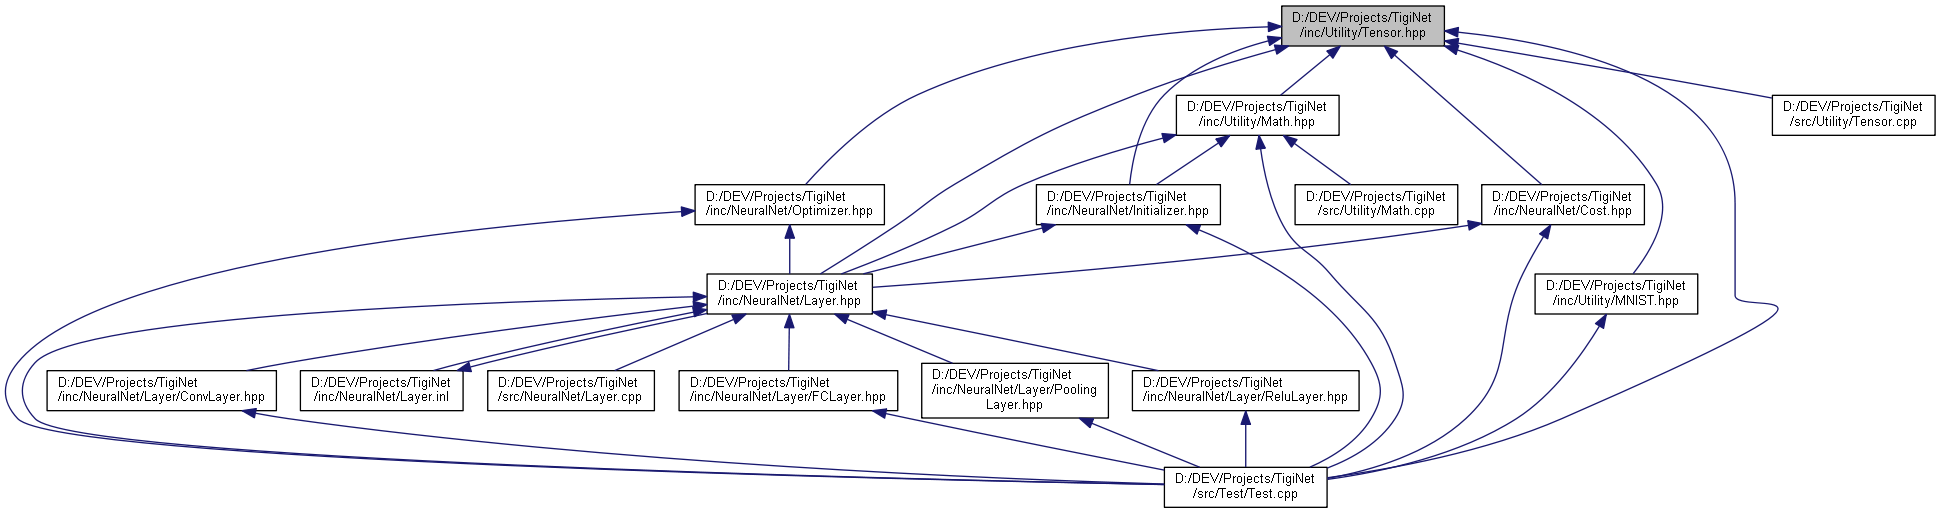 D:/DEV/Projects/TigiNet
/inc/Utility/Tensor.hpp
D:/DEV/Projects/TigiNet
/inc/Utility/Math.hpp
D:/DEV/Projects/TigiNet
/src/Utility/Tensor.cpp
D:/DEV/Projects/TigiNet
/inc/NeuralNet/Optimizer.hpp
D:/DEV/Projects/TigiNet
/inc/NeuralNet/Initializer.hpp
D:/DEV/Projects/TigiNet
/src/Utility/Math.cpp
D:/DEV/Projects/TigiNet
/inc/NeuralNet/Cost.hpp
D:/DEV/Projects/TigiNet
/inc/NeuralNet/Layer.hpp
D:/DEV/Projects/TigiNet
/inc/Utility/MNIST.hpp
D:/DEV/Projects/TigiNet
/inc/NeuralNet/Layer/ConvLayer.hpp
D:/DEV/Projects/TigiNet
/inc/NeuralNet/Layer.inl
D:/DEV/Projects/TigiNet
/src/NeuralNet/Layer.cpp
D:/DEV/Projects/TigiNet
/inc/NeuralNet/Layer/FCLayer.hpp
D:/DEV/Projects/TigiNet
/inc/NeuralNet/Layer/Pooling
Layer.hpp
D:/DEV/Projects/TigiNet
/inc/NeuralNet/Layer/ReluLayer.hpp
D:/DEV/Projects/TigiNet
/src/Test/Test.cpp